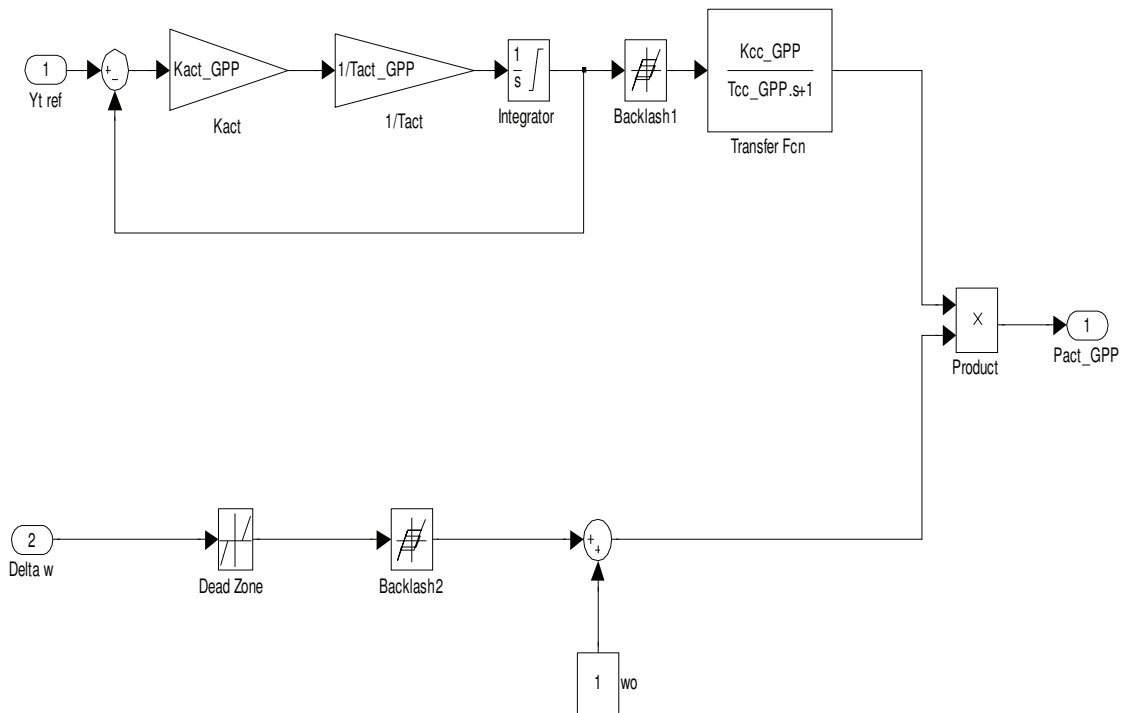 1
Yt ref
+
-
Kact_GPP
Kact
1/Tact_GPP
1/Tact
1
s
Integrator
Backlash1
Kcc_GPP
Tcc_GPP.s+1
Transfer Fcn
X
Product
1
Pact_GPP
2
Delta w
Dead Zone
Backlash2
+
+
1
wo